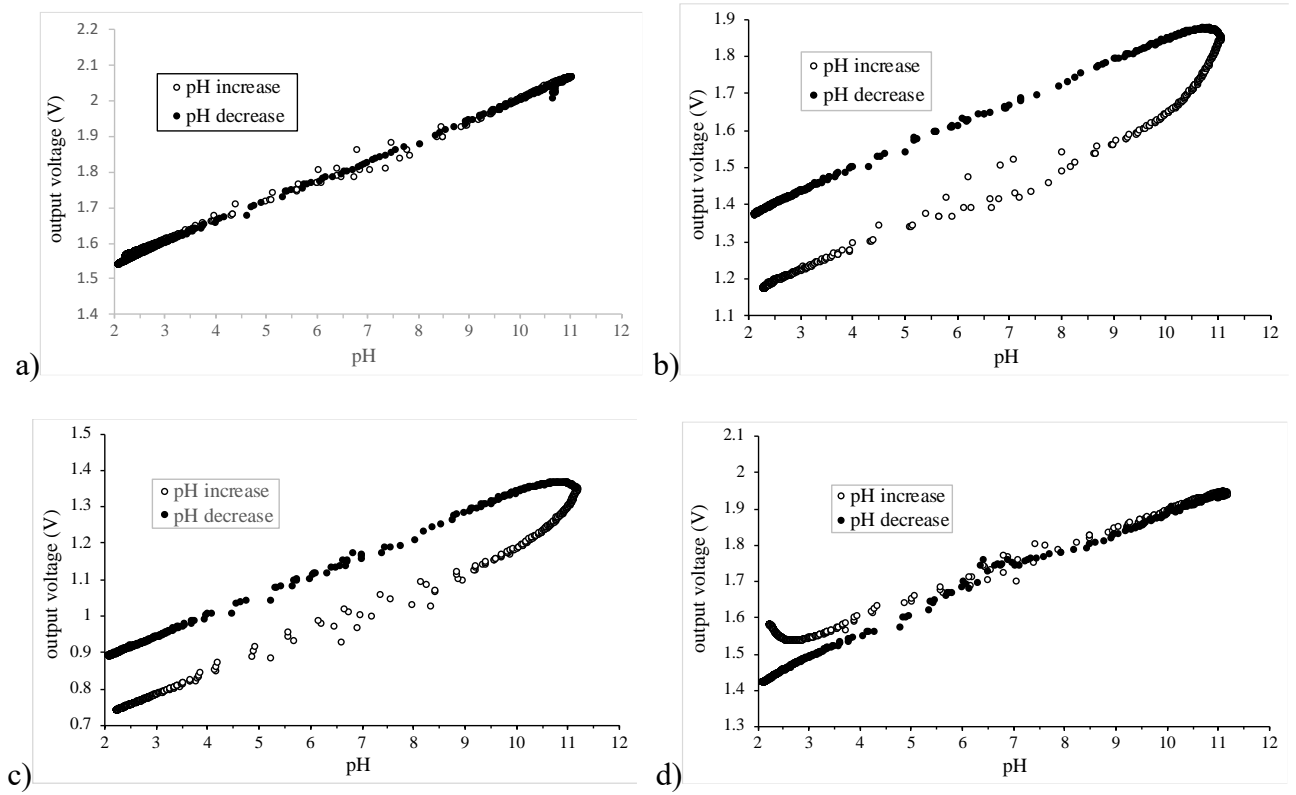 2.2
2.1
2
1.9
1.8
1.7
1.6
1.5
1.4
output voltage (V)
pH increase
pH decrease
2 3 4 5 6 7 8 9 10 11 12
pH
a)
1.9
1.8
1.7
1.6
1.5
1.4
1.3
1.2
1.1
output voltage (V)
pH increase
pH decrease
2 3 4 5 6 7 8 9 10 11 12
pH
b)
1.5
1.4
1.3
1.2
1.1
1
0.9
0.8
0.7
output voltage (V)
pH increase
pH decrease
2 3 4 5 6 7 8 9 10 11 12
pH
c)
2.1
2
1.9
1.8
1.7
1.6
1.5
1.4
1.3
output voltage (V)
pH increase
pH decrease
2 3 4 5 6 7 8 9 10 11 12
pH
d)